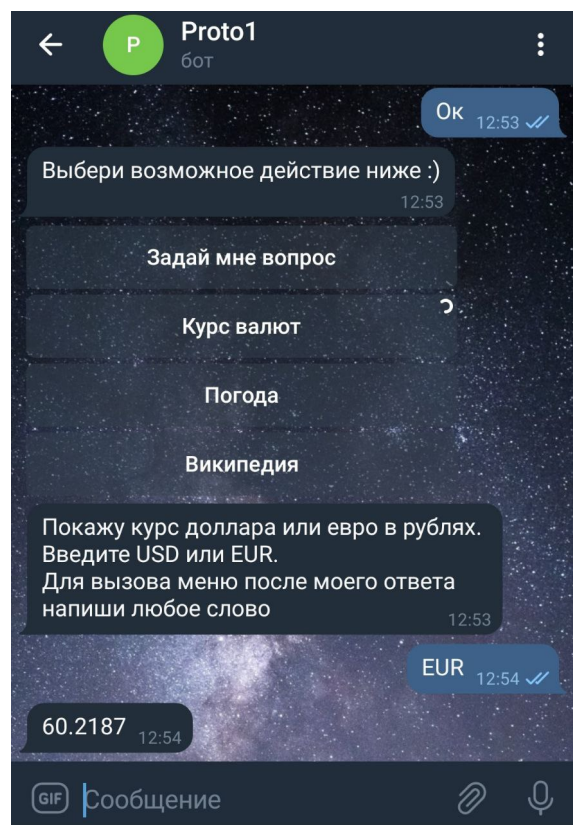 P
Proto1
бот
Ок 12:53
Выбери возможное действие ниже :)
12:53
Задай мне вопрос
Курс валют
Погода
Википедия
Покажу курс доллара или евро в рублях.
Введите USD или EUR.
Для вызова меню после моего ответа
напиши любое слово
12:53
EUR 12:54
60.2187 12:54
GIF Сообщение